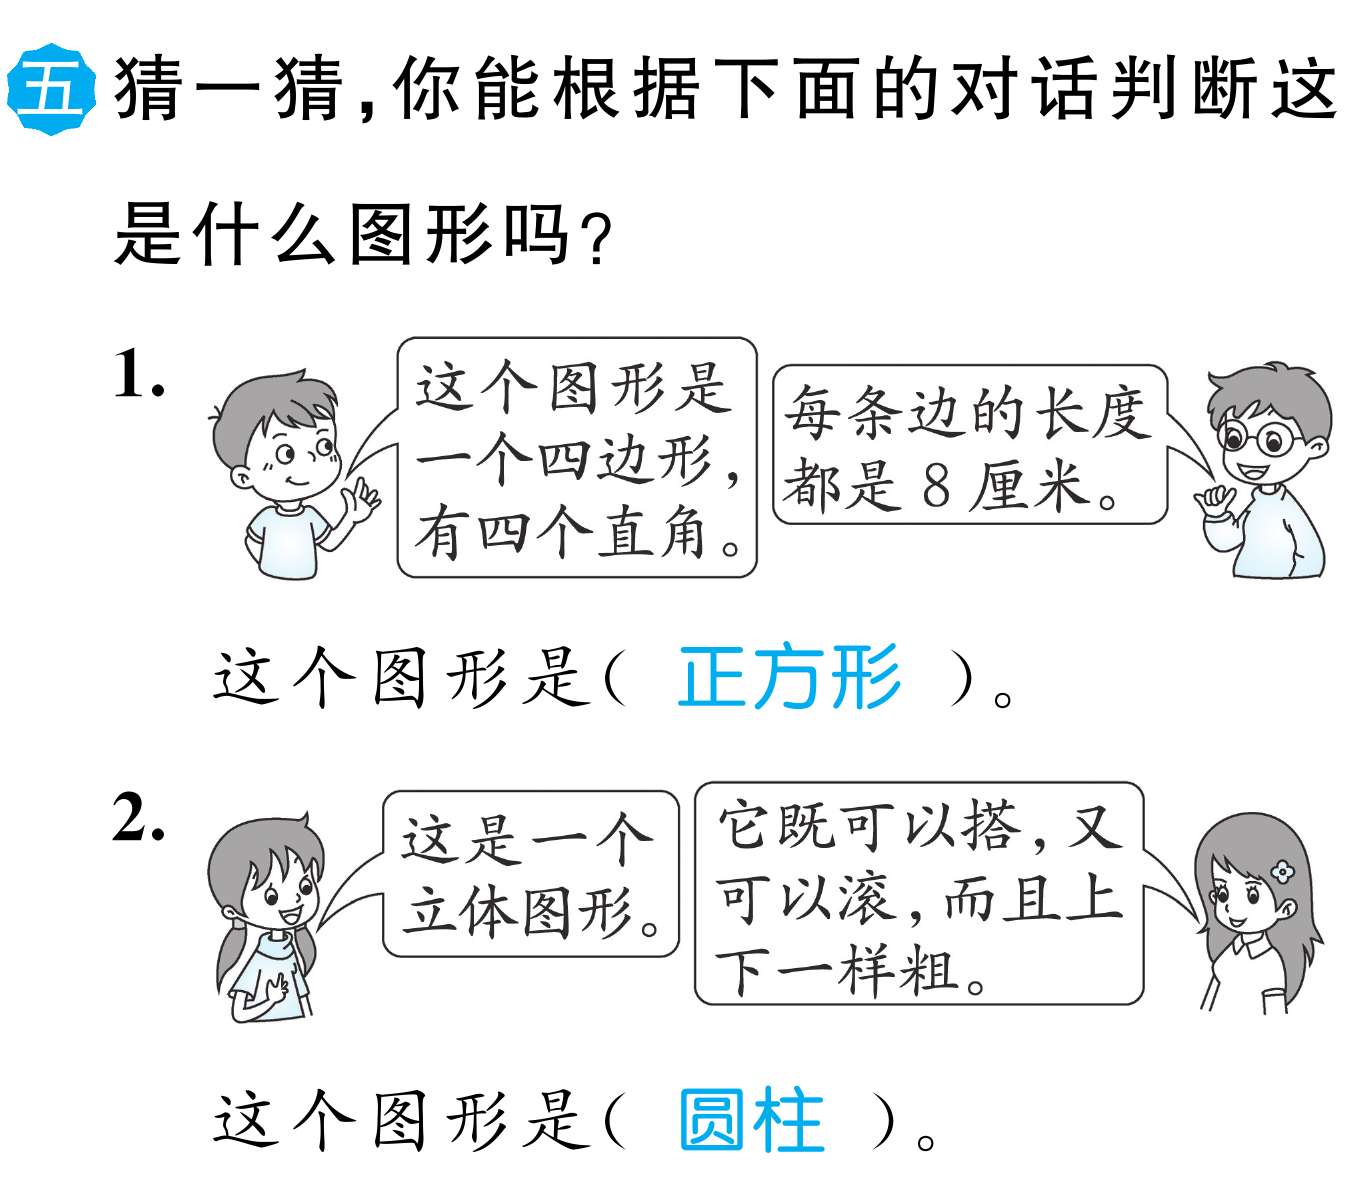 五 猜一猜,你能根据下面的对话判断这
是什么图形吗?
1.
这个图形是
一个四边形,
有四个直角。
每条边的长度
都是 8 厘米。
这个图形是( 正方形 )。
2.
这是一个
立体图形。
它既可以搭,又
可以滚,而且上
下一样粗。
这个图形是( 圆柱 )。